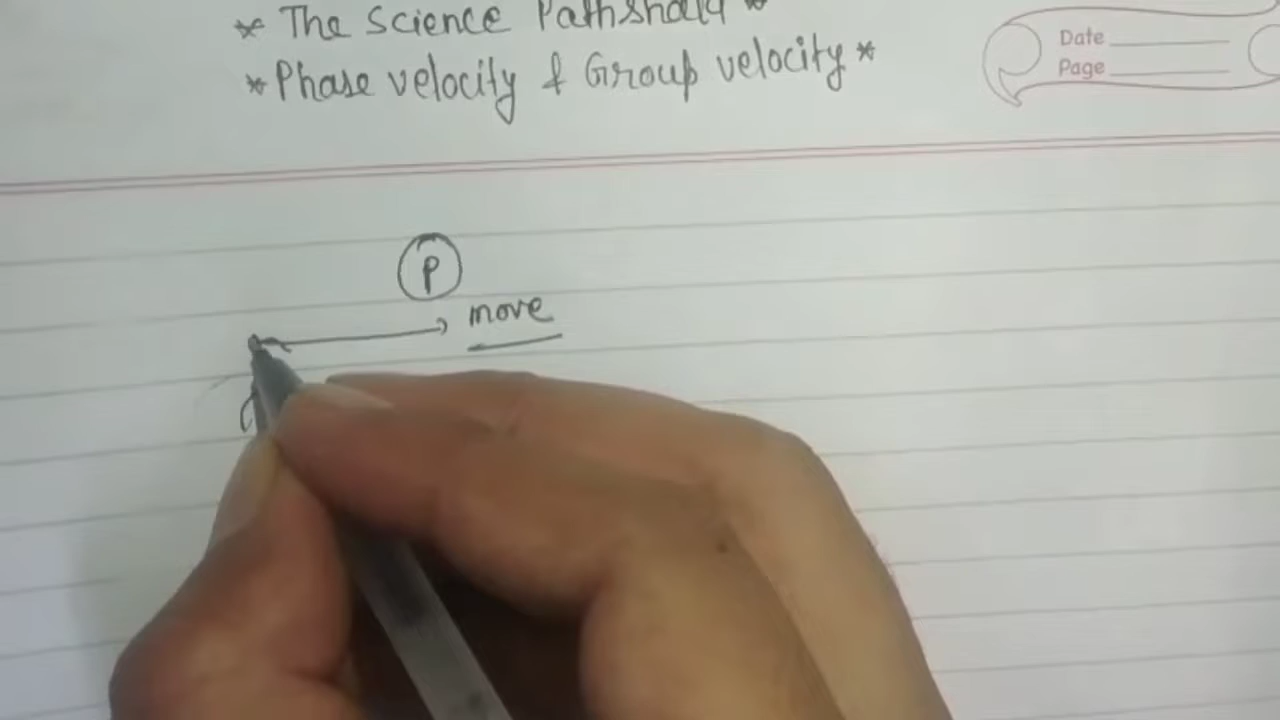 * The Science Pathshala *
* Phase velocity & Group velocity *
Date
Page
P
move